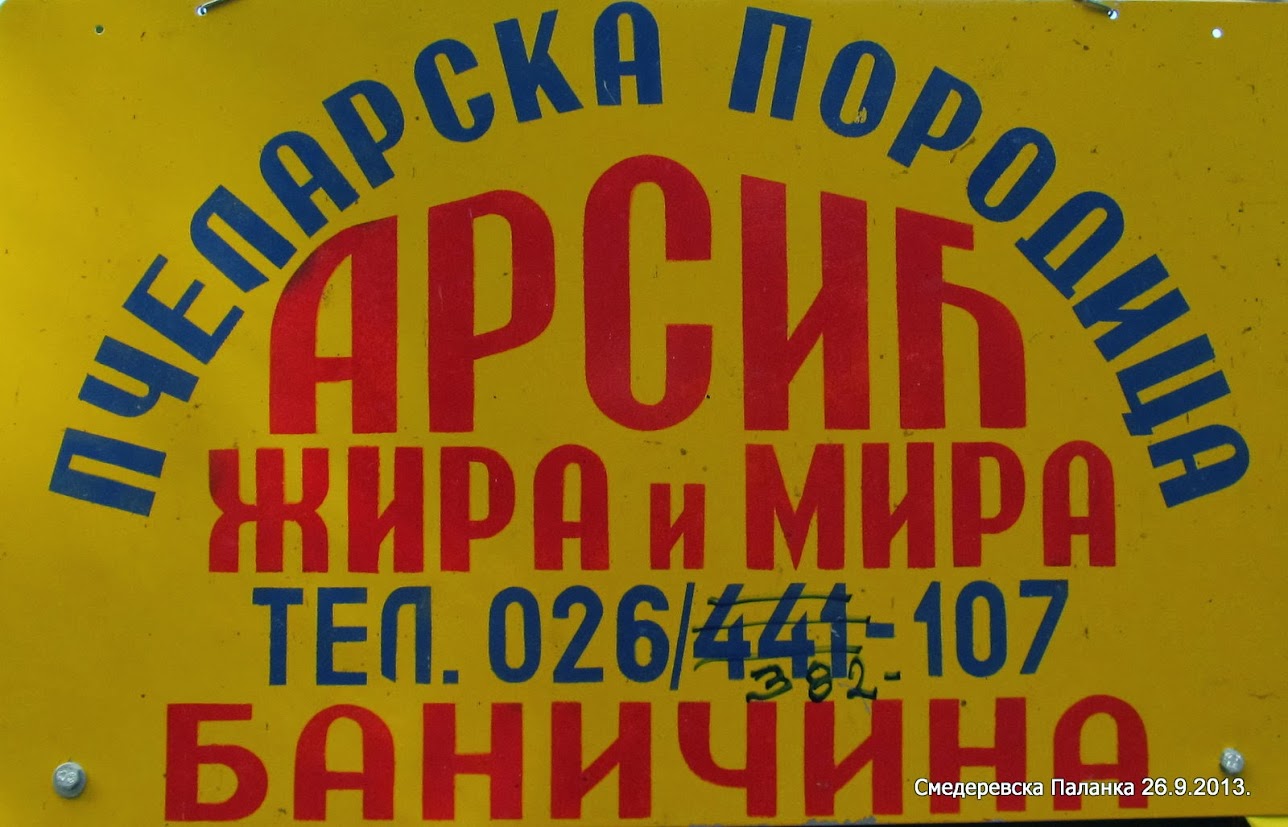 ПЧЕЛАРСКА ПОРОДИЦА
АРСИЋ
ЖИРА и МИРА
ТЕЛ. 026/441-107
382-
БАНИЧИНА
Смедеревска Паланка 26.9.2013.